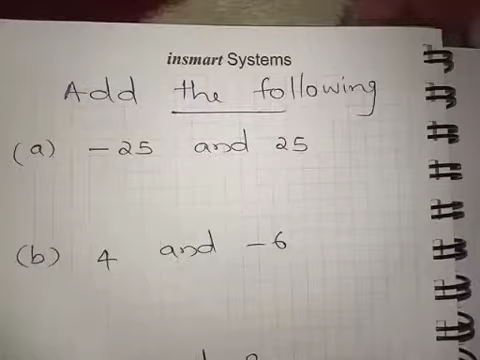 insmart Systems
Add the following
(a) -25 and 25
(b) 4 and -6